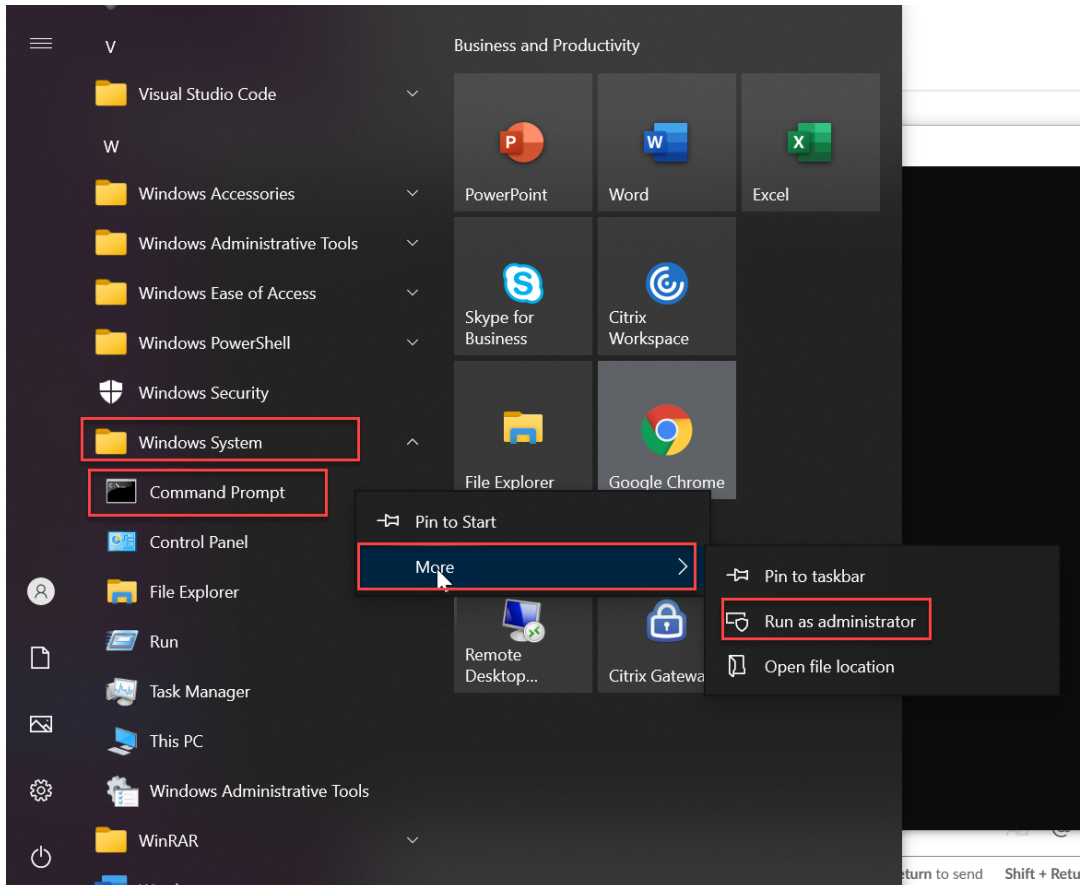 V
Visual Studio Code
W
Windows Accessories
Windows Administrative Tools
Windows Ease of Access
Windows PowerShell
Windows Security
Windows System
Command Prompt
Control Panel
File Explorer
Run
Task Manager
This PC
Windows Administrative Tools
WinRAR
Business and Productivity
P
PowerPoint
W
Word
X
Excel
S
Skype for
Business
Citrix
Workspace
File Explorer
Google Chrome
Remote
Desktop...
Citrix Gatewa
Pin to Start
More
Pin to taskbar
Run as administrator
Open file location
eturn to send Shift + Retu